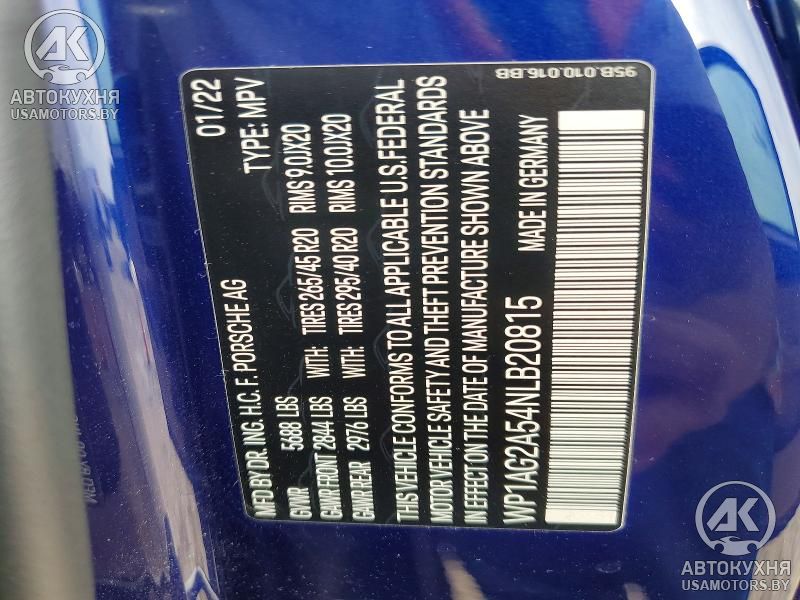 AK
АВТОКУХНЯ
USAMOTORS.BY
MFD BY DR. ING. H.C. F. PORSCHE AG 01/22
GVWR 5688 LBS TYPE: MPV
GAWR FRONT 2844 LBS WITH: TIRES 265/45 R20 RIMS 9.0JX20
GAWR REAR 2976 LBS WITH: TIRES 295/40 R20 RIMS 10.0JX20
THIS VEHICLE CONFORMS TO ALL APPLICABLE U.S. FEDERAL
MOTOR VEHICLE SAFETY AND THEFT PREVENTION STANDARDS
IN EFFECT ON THE DATE OF MANUFACTURE SHOWN ABOVE
WP1AG2A54NLB20815 MADE IN GERMANY
95B.010.016.BB
AK
АВТОКУХНЯ
USAMOTORS.BY